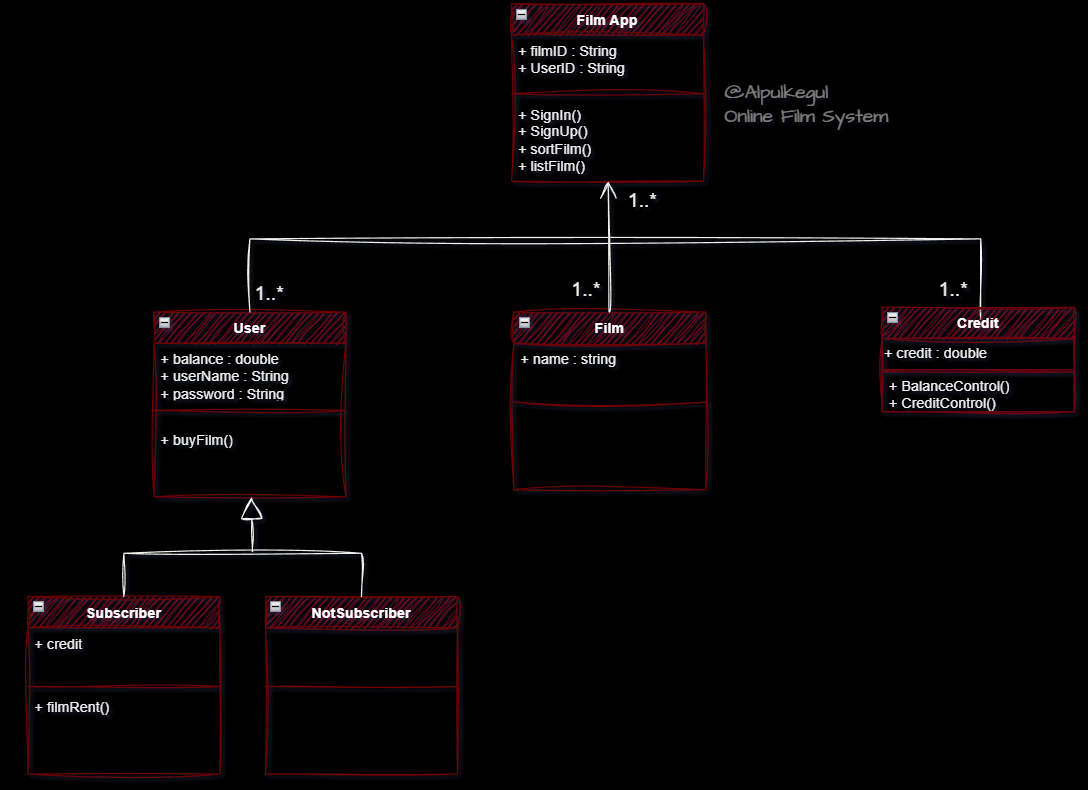 Film App
+ filmID : String
+ UserID : String
+ SignIn()
+ SignUp()
+ sortFilm()
+ listFilm()
@Alpulkegul
Online Film System
1..*
1..*
1..*
1..*
User
+ balance : double
+ userName : String
+ password : String
+ buyFilm()
Film
+ name : string
Credit
+ credit : double
+ BalanceControl()
+ CreditControl()
Subscriber
+ credit
+ filmRent()
NotSubscriber